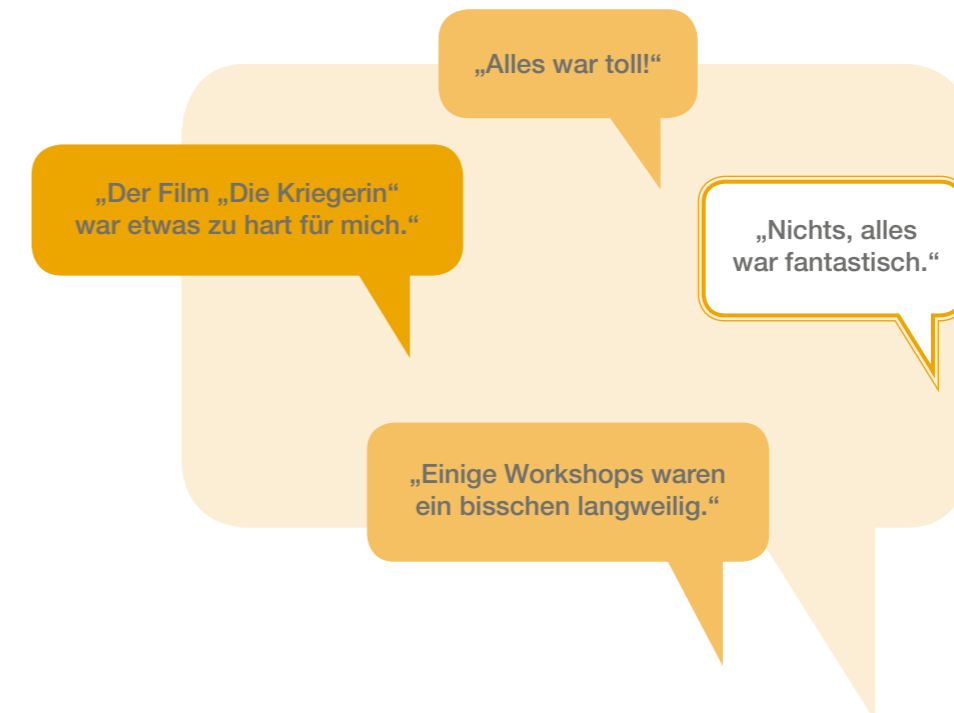 „Alles war toll!“
„Der Film „Die Kriegerin“
war etwas zu hart für mich.“
„Nichts, alles
war fantastisch.“
„Einige Workshops waren
ein bisschen langweilig.“